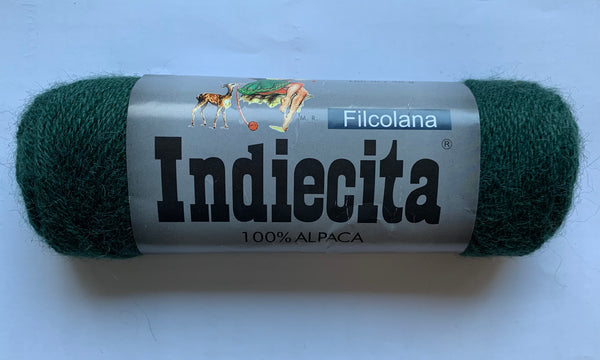 M. R.
Filcolana
Indiecita ®
100% ALPACA